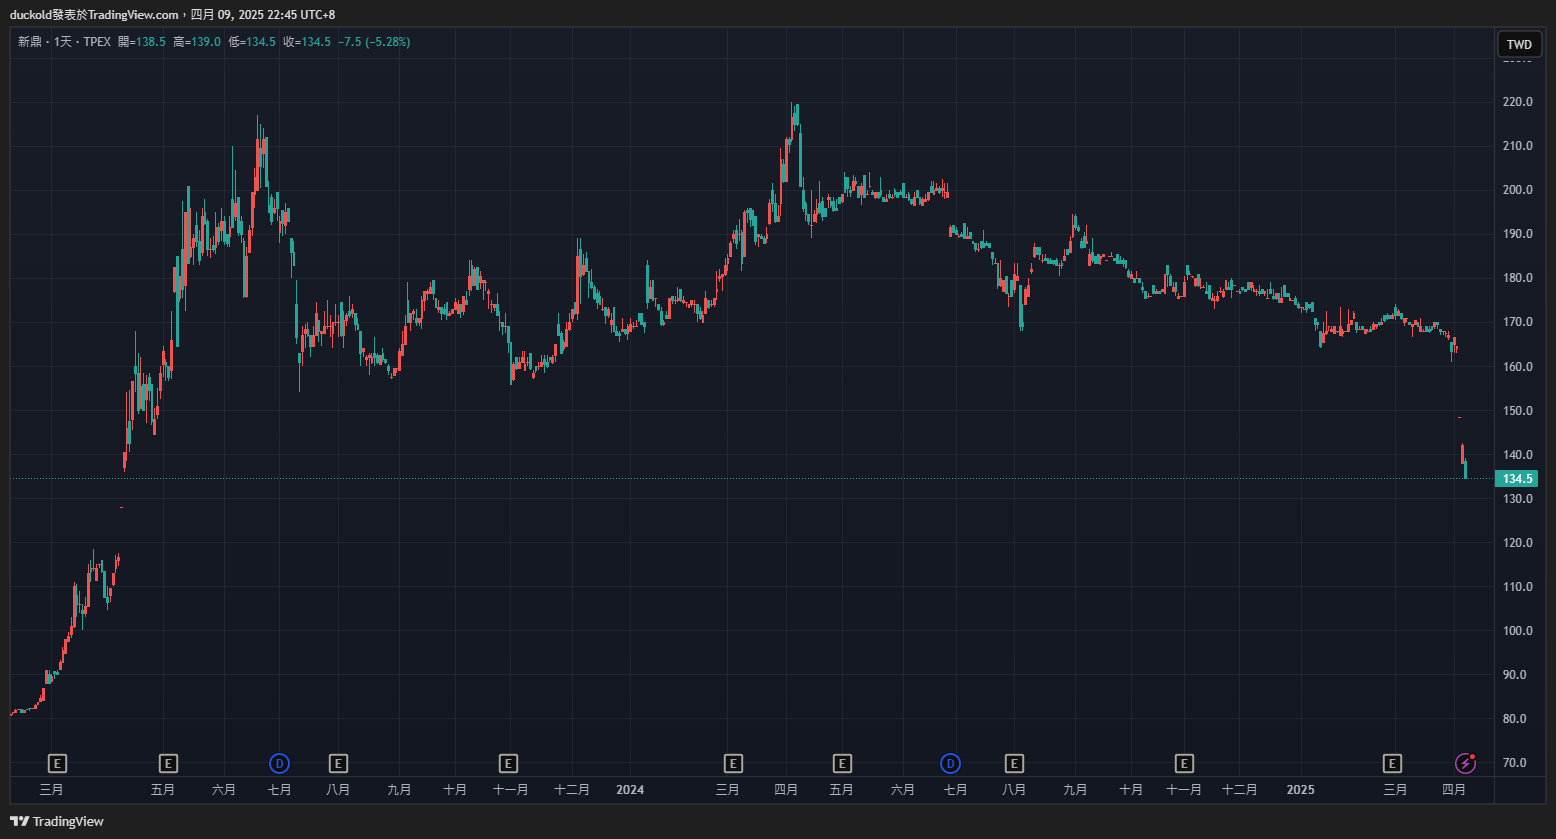 duckold發表於TradingView.com，四月 09, 2025 22:45 UTC+8
新鼎 · 1天 · TPEX 開=138.5 高=139.0 低=134.5 收=134.5 −7.5 (−5.28%)
TWD
220.0
210.0
200.0
190.0
180.0
170.0
160.0
150.0
140.0
134.5
130.0
120.0
110.0
100.0
90.0
80.0
70.0
E E D E E E E D E E E
三月 五月 六月 七月 八月 九月 十月 十一月 十二月 2024 三月 四月 五月 六月 七月 八月 九月 十月 十一月 十二月 2025 三月 四月
TradingView